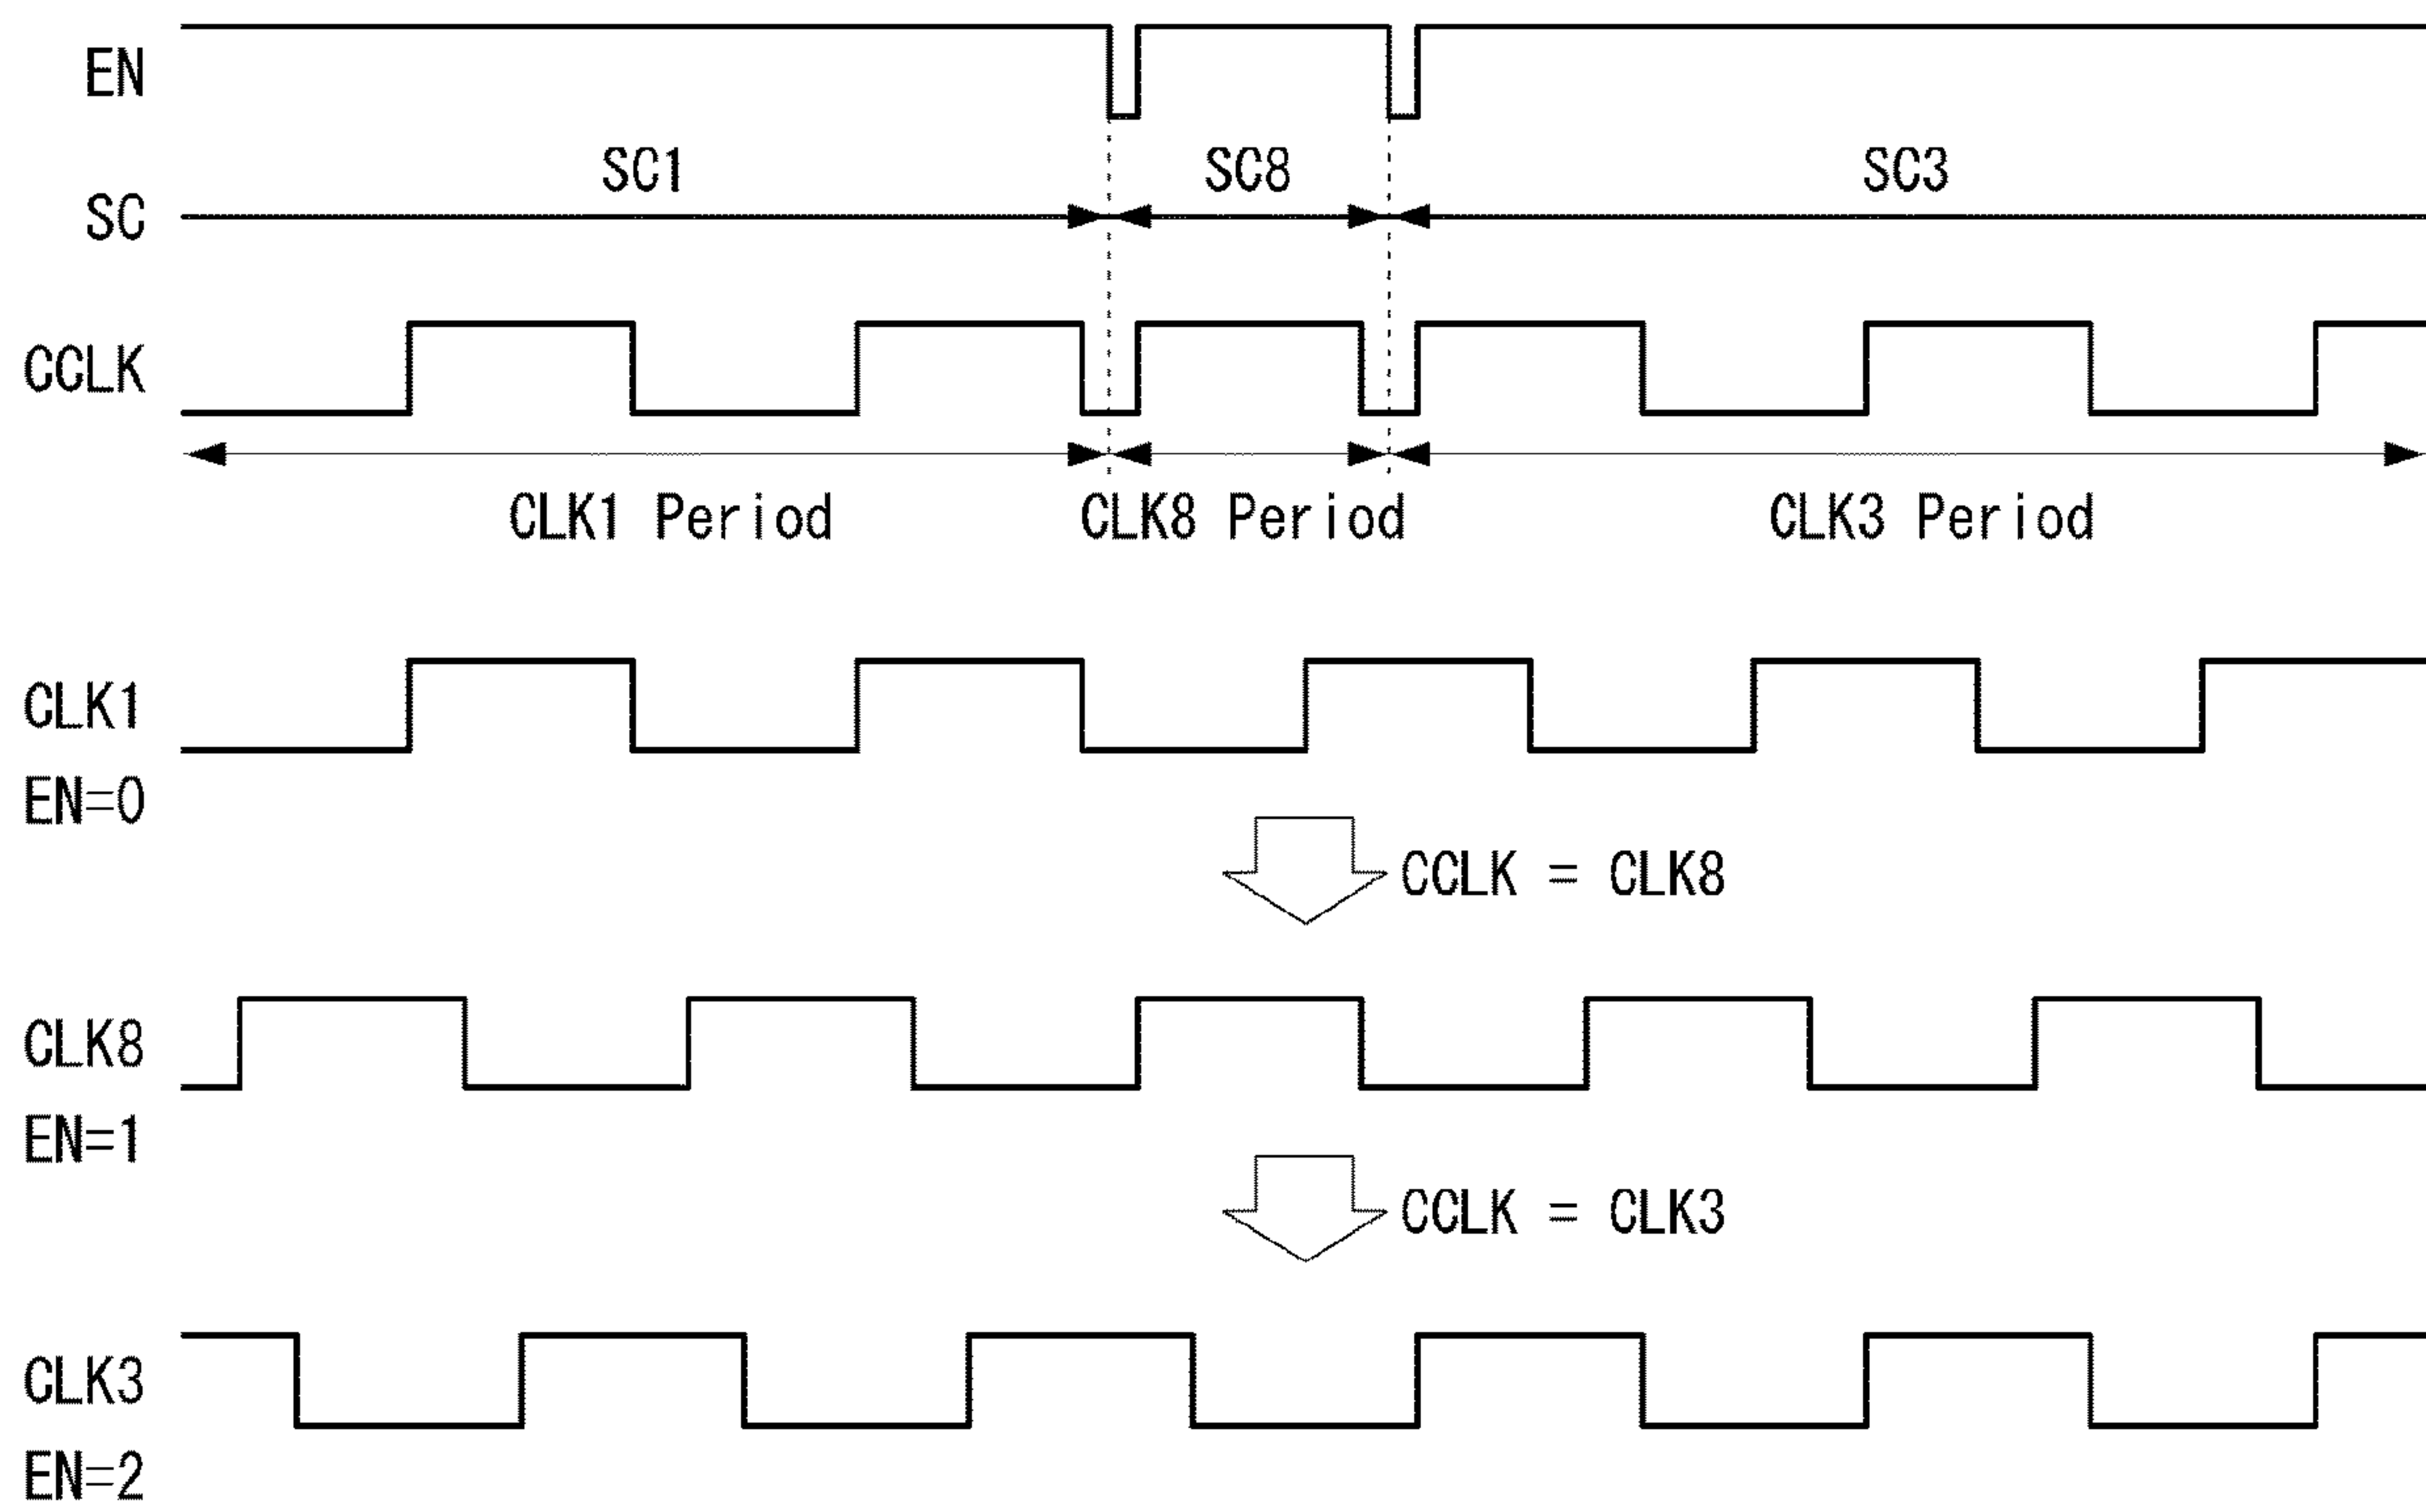 EN
SC1 SC8 SC3
SC
CCLK
CLK1 Period CLK8 Period CLK3 Period
CLK1
EN=0
CCLK = CLK8
CLK8
EN=1
CCLK = CLK3
CLK3
EN=2